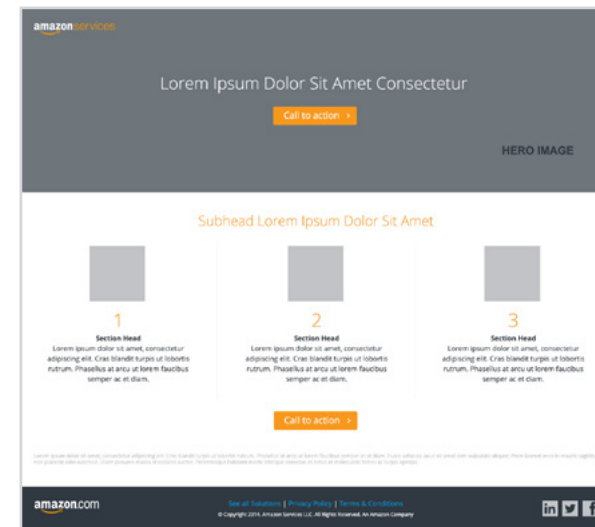 amazonservices
Lorem Ipsum Dolor Sit Amet Consectetur
Call to action ›
HERO IMAGE
Subhead Lorem Ipsum Dolor Sit Amet
1
Section Head
Lorem ipsum dolor sit amet, consectetur
adipiscing elit. Cras blandit turpis ut lobortis
rutrum. Phasellus at arcu ut lorem faucibus
semper ac et diam.
2
Section Head
Lorem ipsum dolor sit amet, consectetur
adipiscing elit. Cras blandit turpis ut lobortis
rutrum. Phasellus at arcu ut lorem faucibus
semper ac et diam.
3
Section Head
Lorem ipsum dolor sit amet, consectetur
adipiscing elit. Cras blandit turpis ut lobortis
rutrum. Phasellus at arcu ut lorem faucibus
semper ac et diam.
Call to action ›
amazon.com
See all Solutions | Privacy Policy | Terms & Conditions
© Copyright 2014, Amazon Services LLC. All Rights Reserved. An Amazon Company
in
f